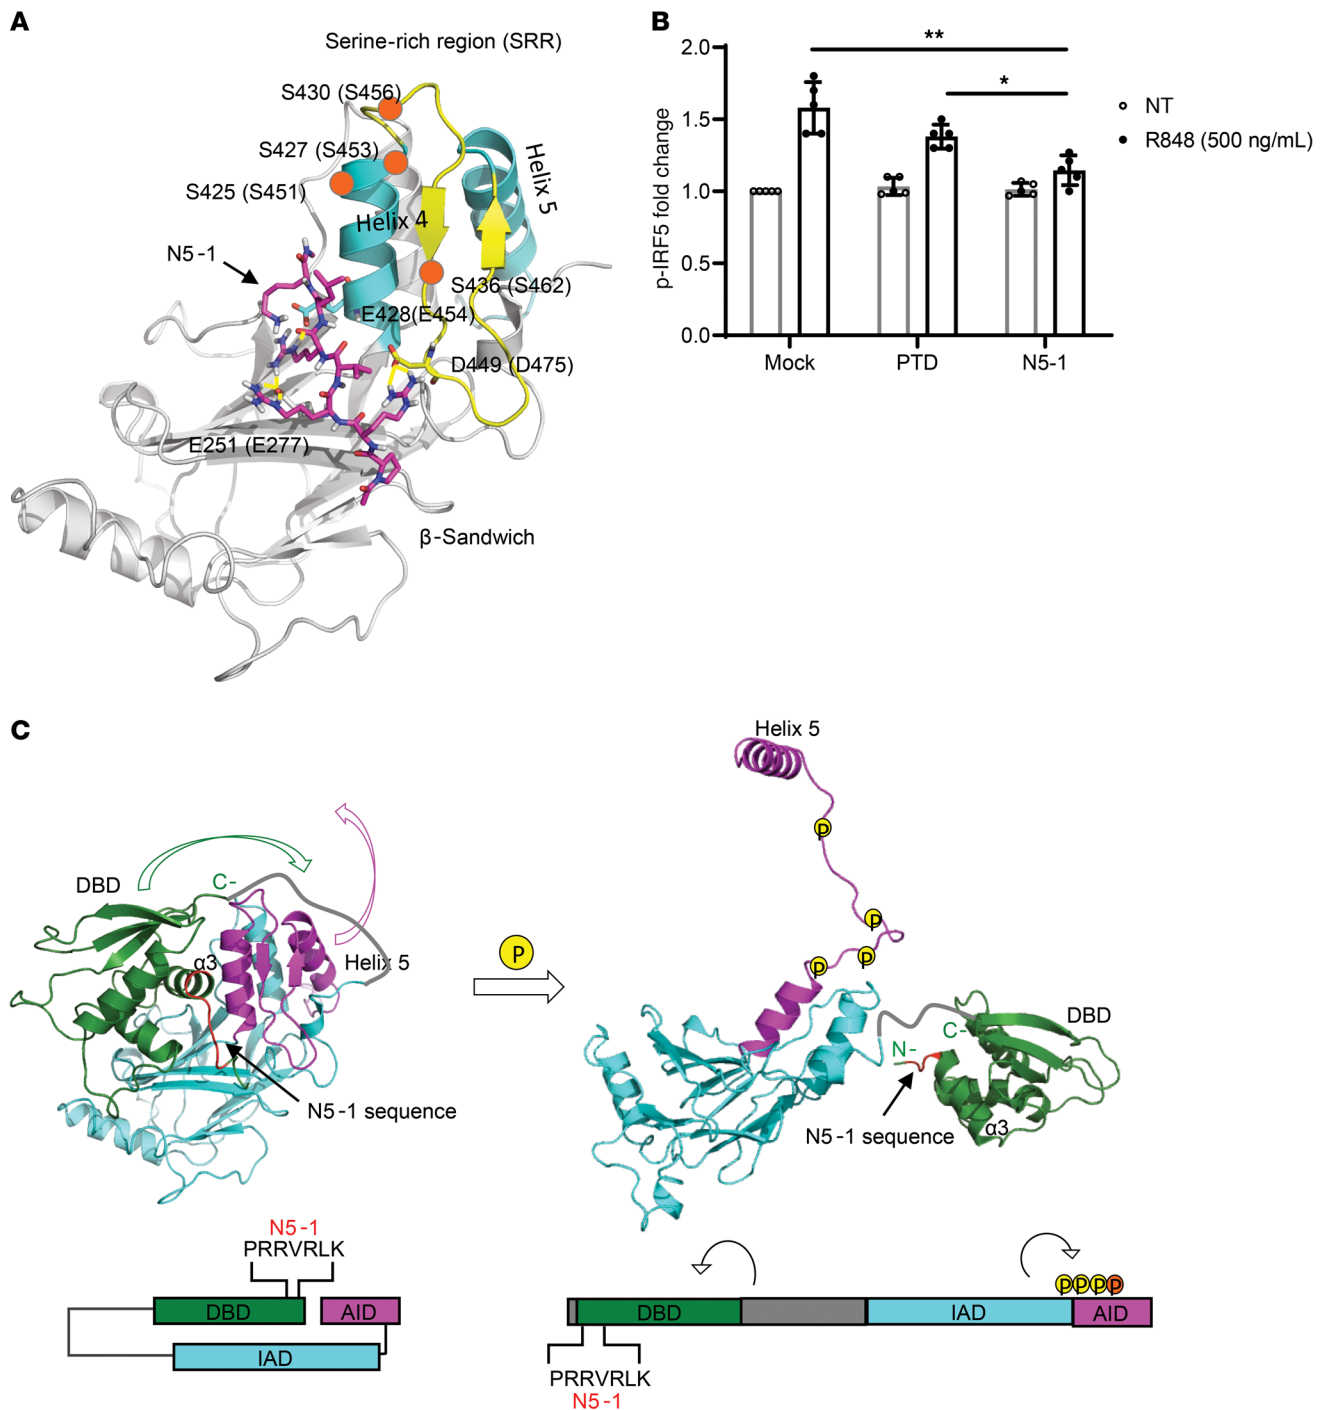 A
Serine-rich region (SRR)
S430 (S456)
S427 (S453)
S425 (S451)
Helix 5
Helix 4
N5-1
S436 (S462)
E428(E454)
D449 (D475)
E251 (E277)
β-Sandwich
B
2.0
1.5
1.0
0.5
0.0
p-IRF5 fold change
**
*
NT
R848 (500 ng/mL)
Mock
PTD
N5-1
C
DBD
C-
α3
Helix 5
N5-1 sequence
P
Helix 5
P
P
P
P
DBD
C-
N-
N5-1 sequence
α3
N5-1
PRRVRLK
DBD
AID
IAD
P P P P
DBD
IAD
AID
PRRVRLK
N5-1